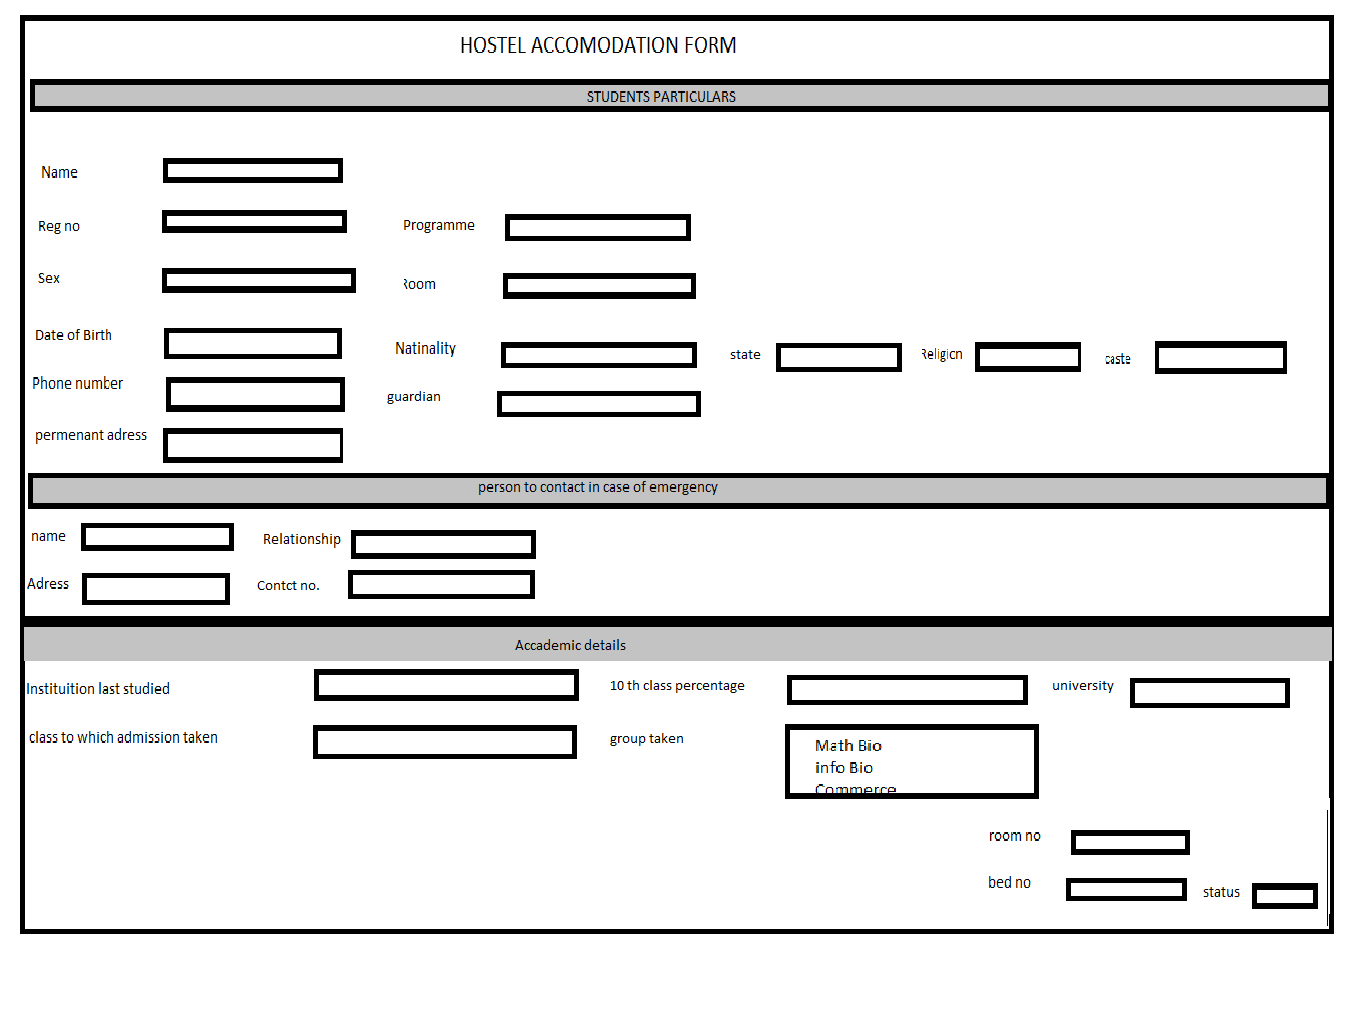 HOSTEL ACCOMODATION FORM
STUDENTS PARTICULARS
Name
Reg no Programme
Sex Room
Date of Birth Natinality state Religion caste
Phone number guardian
permenant adress
person to contact in case of emergency
name Relationship
Adress Contct no.
Accademic details
Instituition last studied 10 th class percentage university
class to which admission taken group taken Math Bio
info Bio
Commerce
room no
bed no status